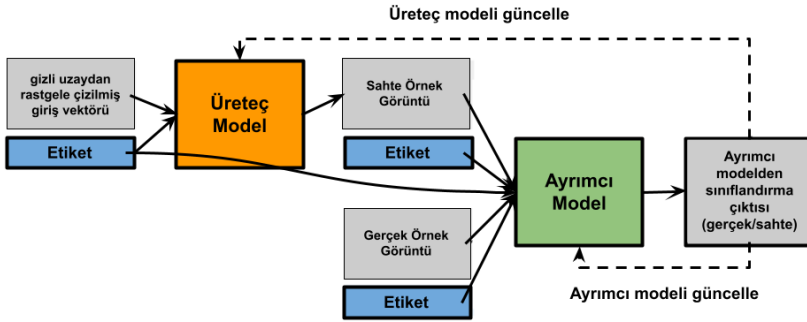 Üreteç modeli güncelle
gizli uzaydan
rastgele çizilmiş
giriş vektörü
Etiket
Üreteç
Model
Sahte Örnek
Görüntü
Etiket
Gerçek Örnek
Görüntü
Etiket
Ayrımcı
Model
Ayrımcı
modelden
sınıflandırma
çıktısı
(gerçek/sahte)
Ayrımcı modeli güncelle